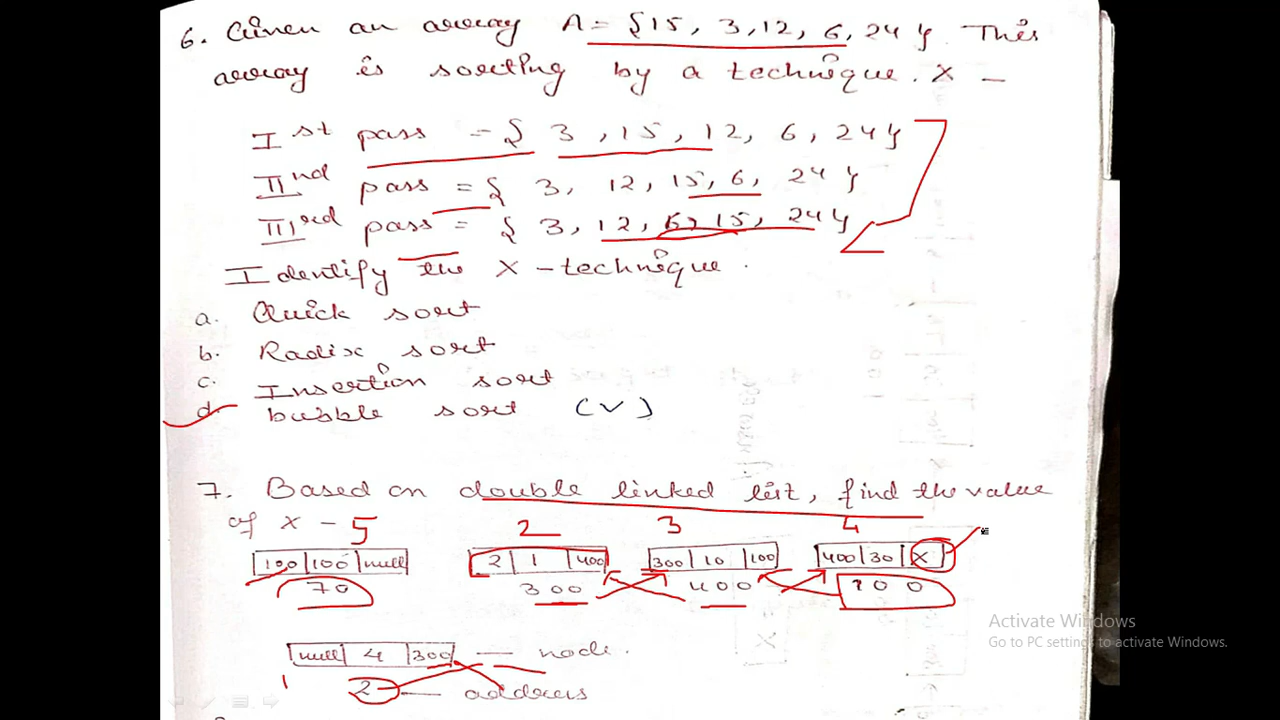 6. Given an array A = {15, 3, 12, 6, 24}. This
array is sorting by a technique. X -
Ist pass = { 3, 15, 12, 6, 24}
IInd pass = { 3, 12, 15, 6, 24}
IIIrd pass = { 3, 12, 6, 15, 24}
Identify the X-technique.
a. Quick sort
b. Radix sort
c. Insertion sort
d. bubble sort (√)
7. Based on double linked list, find the value
of x -
5 2 3 4
100 | 100 | null 2 | 1 | 400 300 | 10 | 100 400 | 30 | X
70 300 400 100
null | 4 | 300 — node.
1 2 — address
Activate Windows
Go to PC settings to activate Windows.